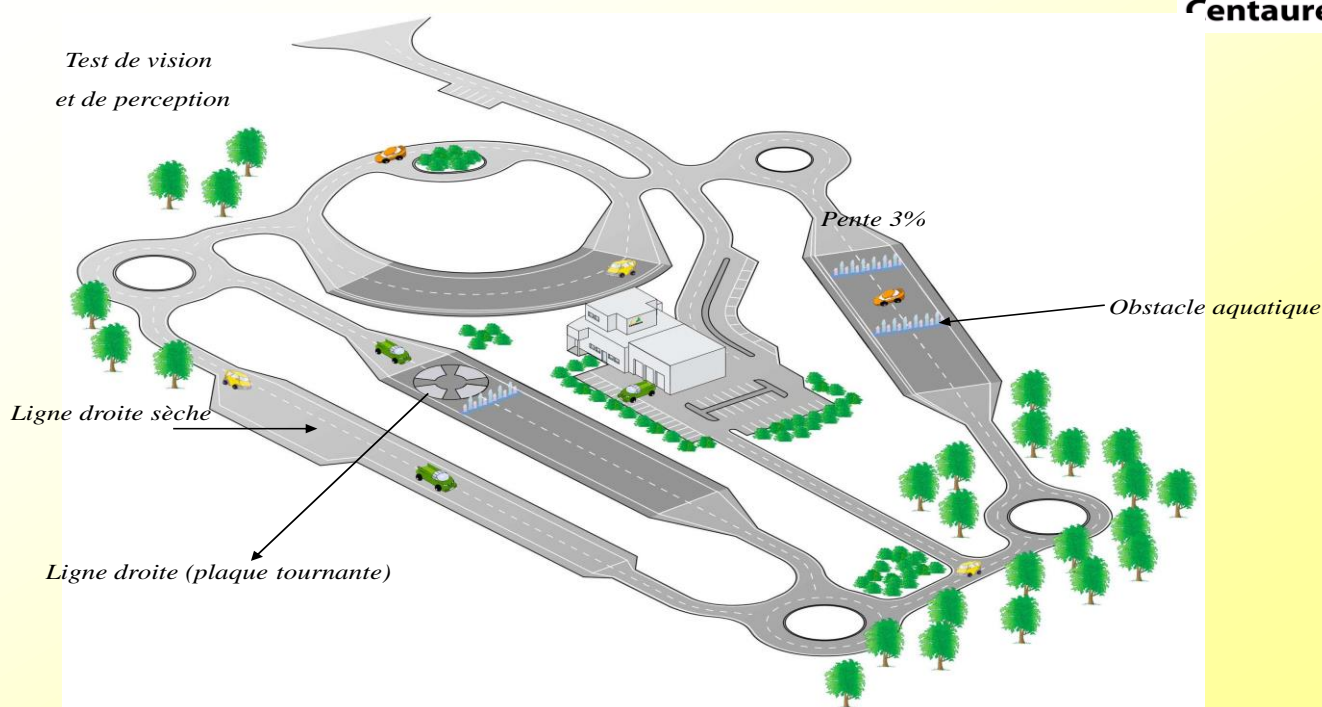 Centaure
Test de vision
et de perception
Pente 3%
Obstacle aquatique
Ligne droite sèche
Ligne droite (plaque tournante)